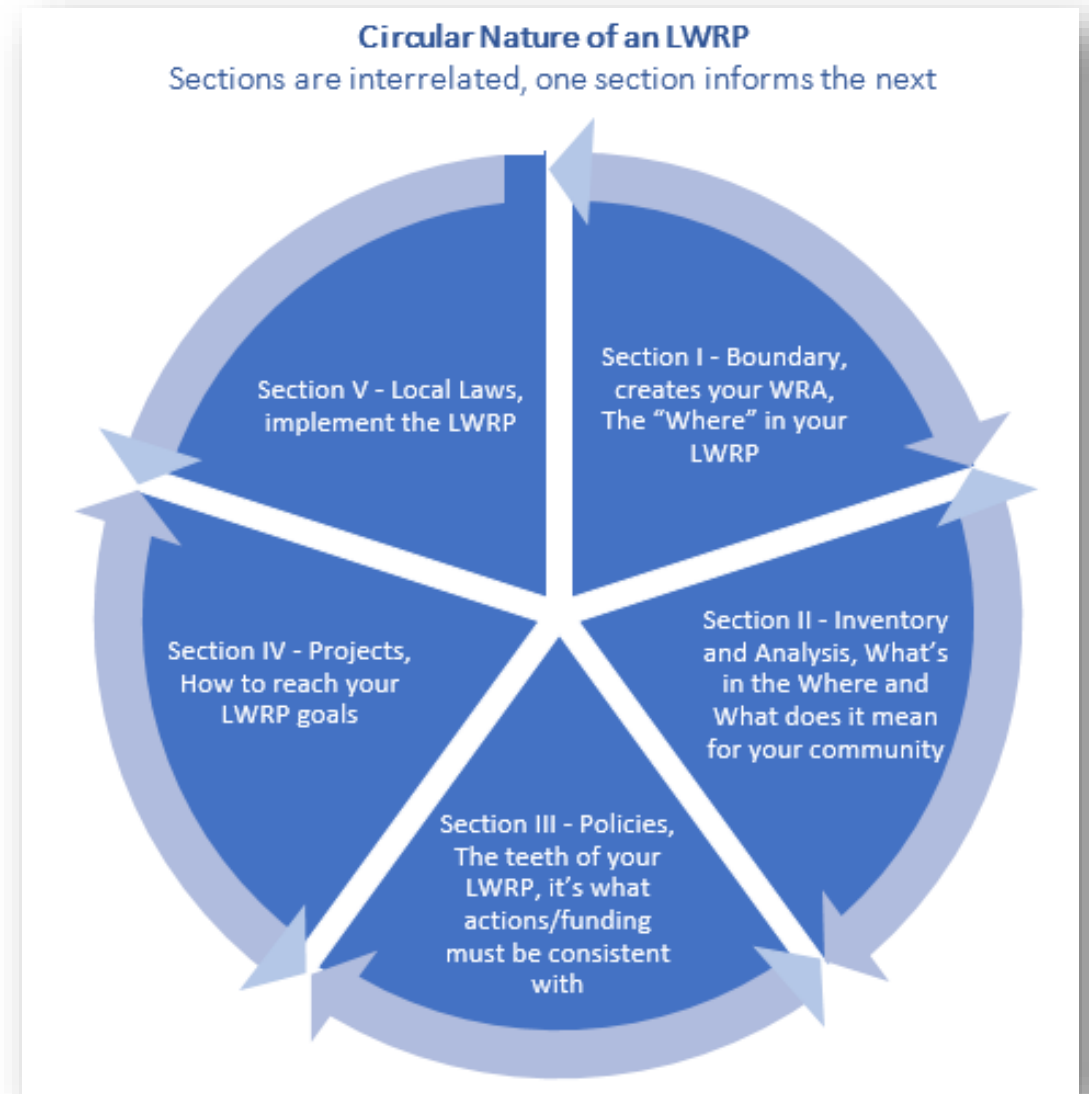 Circular Nature of an LWRP
Sections are interrelated, one section informs the next
Section I - Boundary,
creates your WRA,
The “Where” in your
LWRP
Section II - Inventory
and Analysis, What’s
in the Where and
What does it mean
for your community
Section III - Policies,
The teeth of your
LWRP, it’s what
actions/funding
must be consistent
with
Section IV - Projects,
How to reach your
LWRP goals
Section V - Local Laws,
implement the LWRP